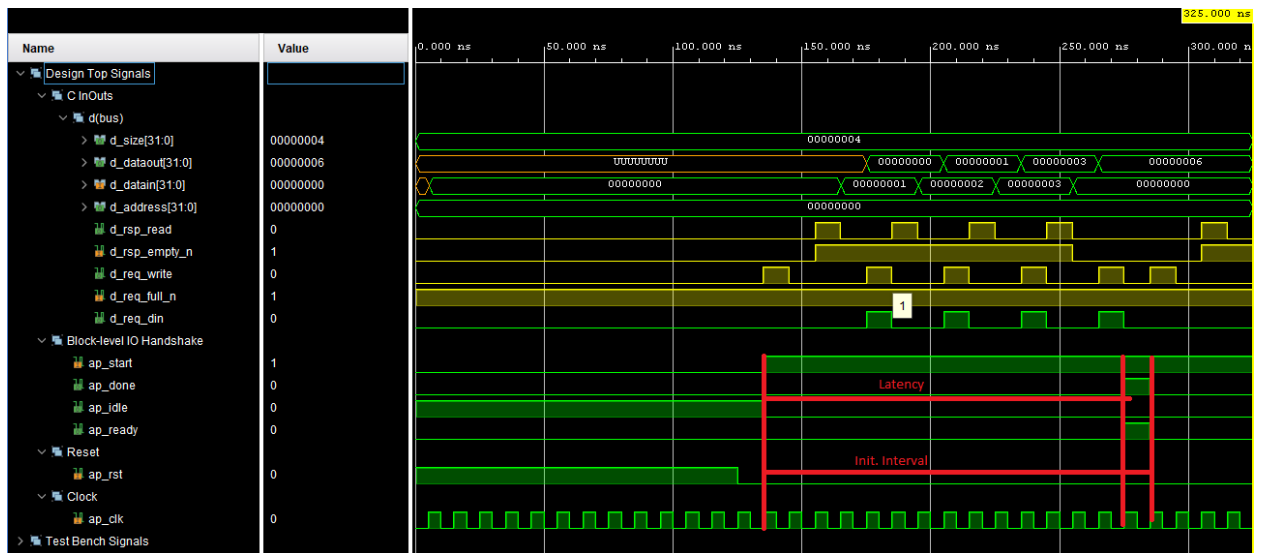 325.000 ns
Name Value
0.000 ns 50.000 ns 100.000 ns 150.000 ns 200.000 ns 250.000 ns 300.000 n
Design Top Signals
C InOuts
d(bus)
d_size[31:0] 00000004 00000004
d_dataout[31:0] 00000006 UUUUUUUU 00000000 00000001 00000003 00000006
d_datain[31:0] 00000000 00000000 00000001 00000002 00000003 00000000
d_address[31:0] 00000000 00000000
d_rsp_read 0
d_rsp_empty_n 1
d_req_write 0
d_req_full_n 1
1
d_req_din 0
Block-level IO Handshake
ap_start 1
ap_done 0 Latency
ap_idle 0
ap_ready 0
Reset Init. Interval
ap_rst 0
Clock
ap_clk 0
Test Bench Signals